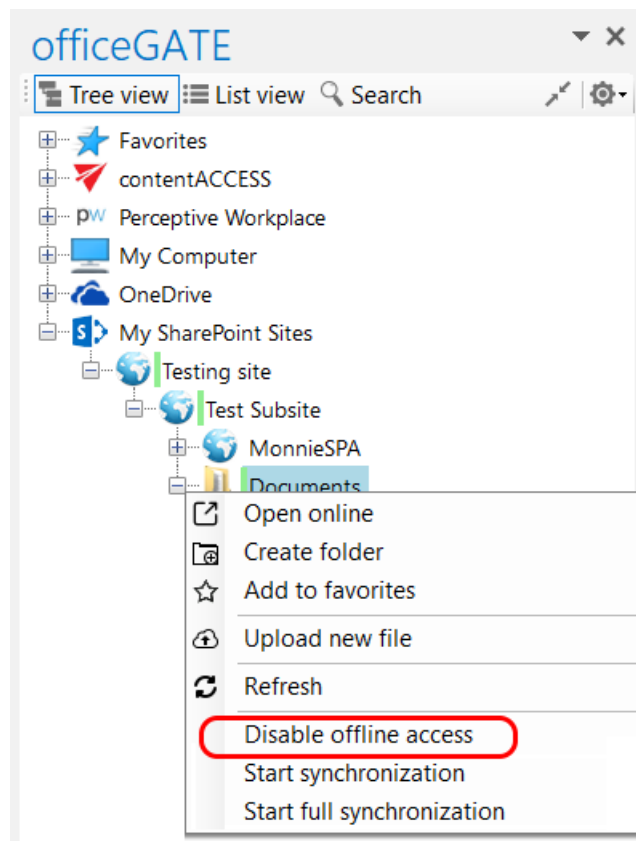 officeGATE
Tree view List view Search
Favorites
contentACCESS
pw Perceptive Workplace
My Computer
OneDrive
S My SharePoint Sites
Testing site
Test Subsite
MonnieSPA
Documents
Open online
Create folder
Add to favorites
Upload new file
Refresh
Disable offline access
Start synchronization
Start full synchronization